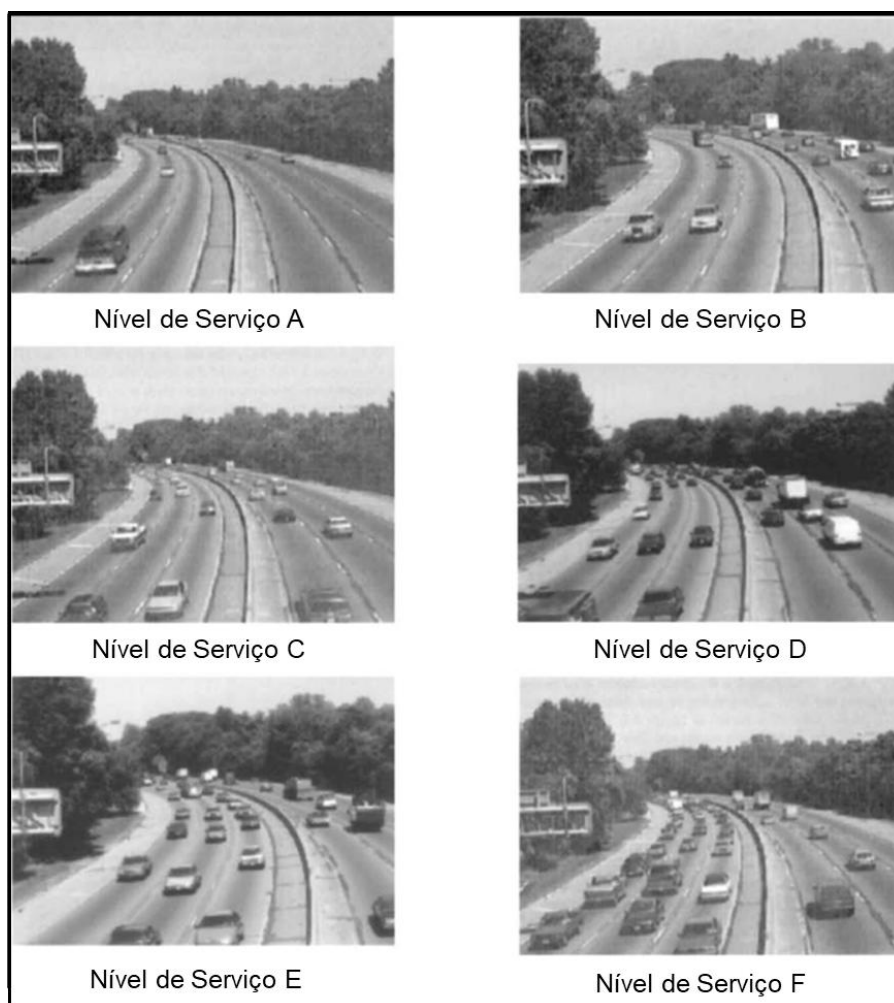 Nível de Serviço A
Nível de Serviço B
Nível de Serviço C
Nível de Serviço D
Nível de Serviço E
Nível de Serviço F